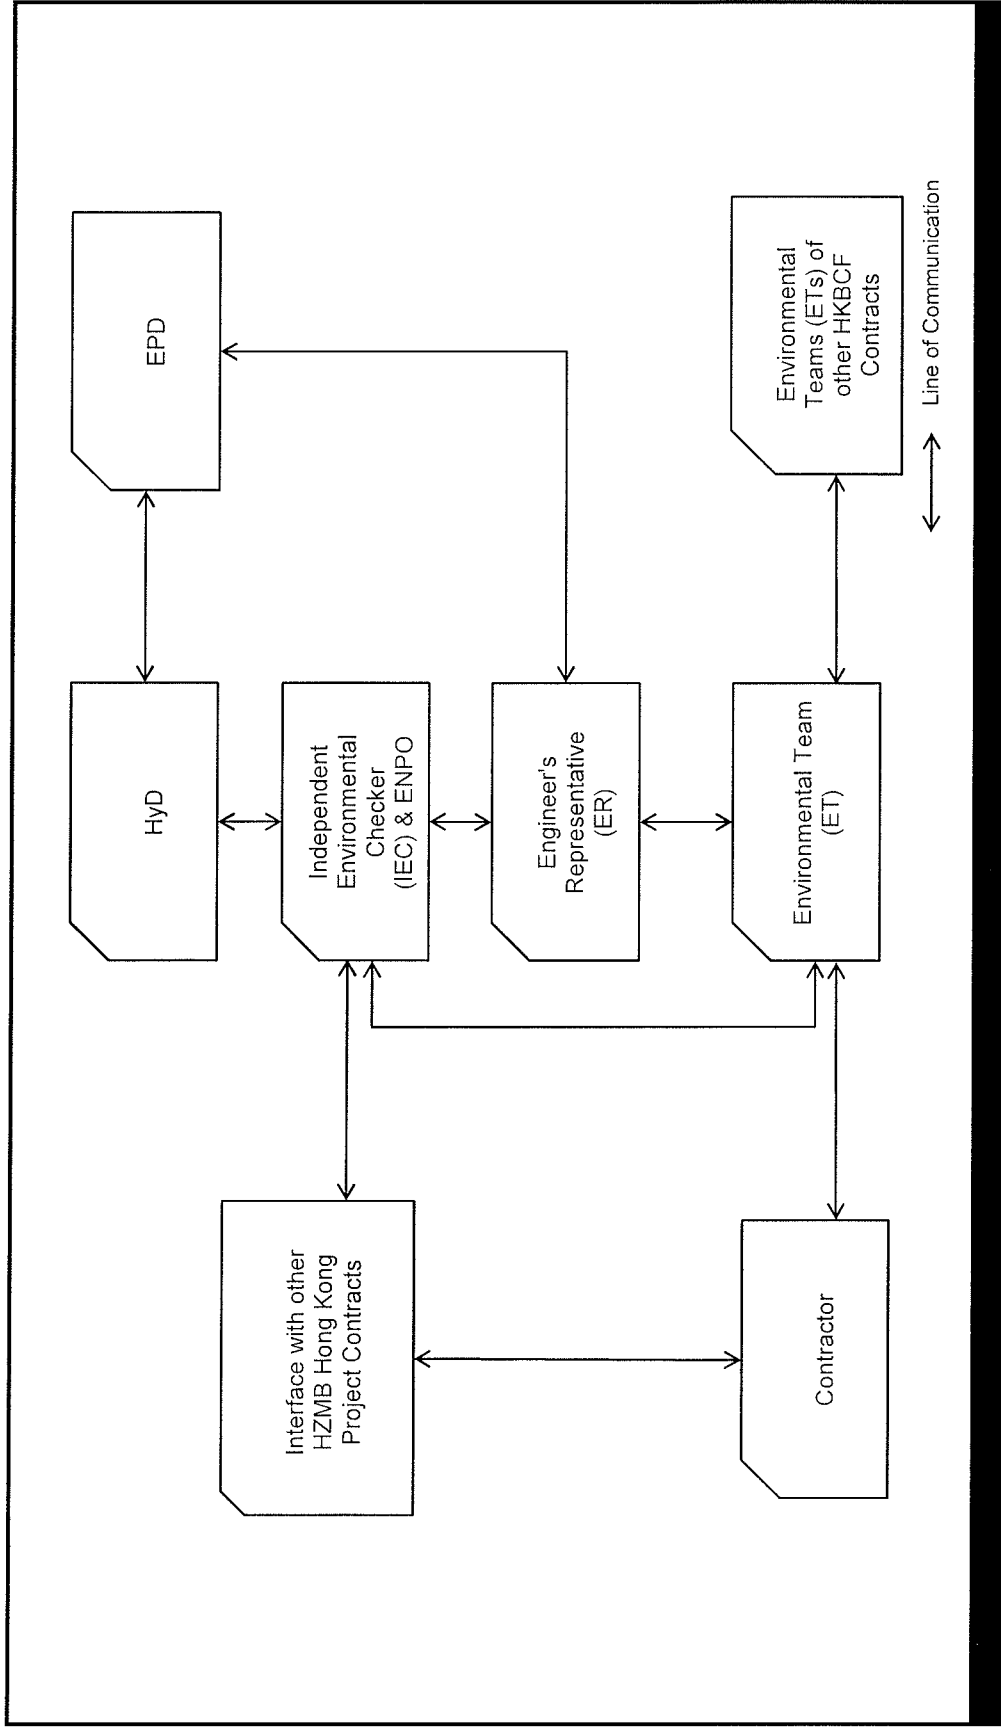 HyD
EPD
Independent
Environmental
Checker
(IEC) & ENPO
Interface with other
HZMB Hong Kong
Project Contracts
Engineer's
Representative
(ER)
Contractor
Environmental Team
(ET)
Environmental
Teams (ETs) of
other HKBCF
Contracts
Line of Communication